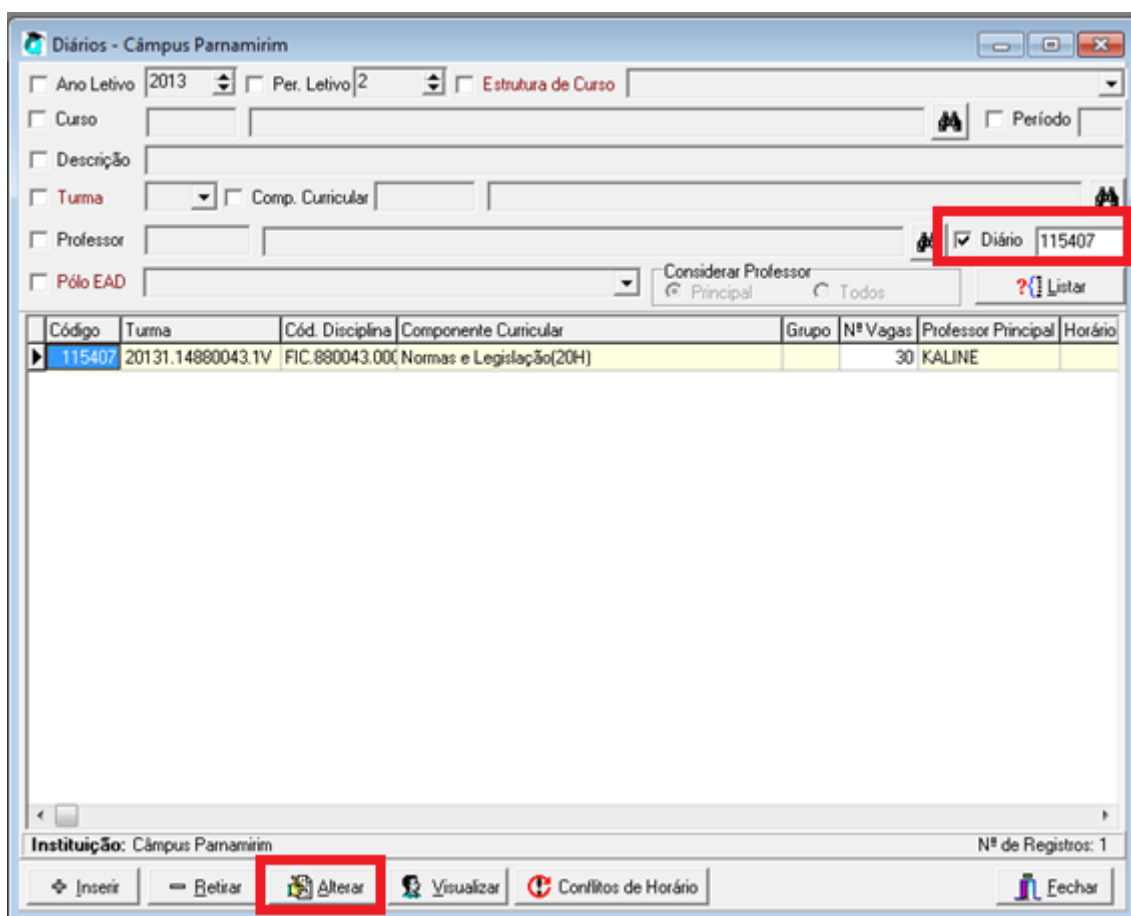 Diários - Câmpus Parnamirim
Ano Letivo 2013 Per. Letivo 2 Estrutura de Curso
Curso Período
Descrição
Turma Comp. Curricular
Professor Diário 115407
Pólo EAD Considerar Professor
Principal Todos Listar
Código Turma Cód. Disciplina Componente Curricular Grupo Nº Vagas Professor Principal Horário
115407 20131.14880043.1V FIC.880043.00( Normas e Legislação(20H) 30 KALINE
Instituição: Câmpus Parnamirim Nº de Registros: 1
Inserir Retirar Alterar Visualizar Conflitos de Horário Fechar